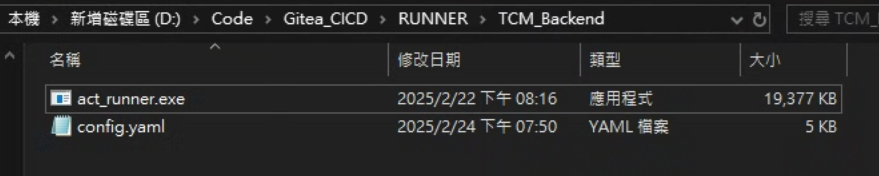 本機 > 新增磁碟區 (D:) > Code > Gitea_CICD > RUNNER > TCM_Backend 搜尋 TCM_
名稱 修改日期 類型 大小
act_runner.exe 2025/2/22 下午 08:16 應用程式 19,377 KB
config.yaml 2025/2/24 下午 07:50 YAML 檔案 5 KB